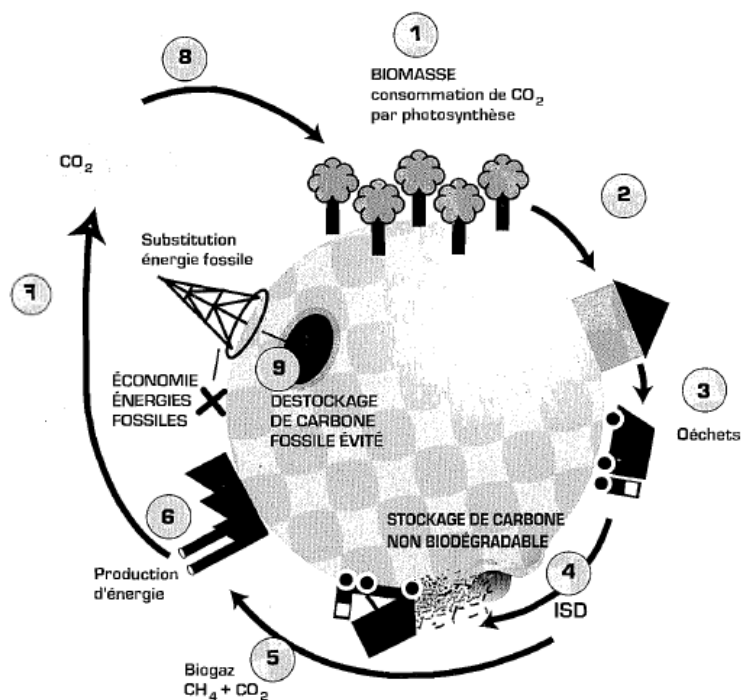 1
BIOMASSE
consommation de CO₂
par photosynthèse
2
3
Déchets
4
ISD
STOCKAGE DE CARBONE
NON BIODÉGRADABLE
5
Biogaz
CH₄ + CO₂
6
Production
d'énergie
7
CO₂
8
Substitution
énergie fossile
9
DESTOCKAGE
DE CARBONE
FOSSILE ÉVITÉ
ÉCONOMIE
ÉNERGIES
FOSSILES